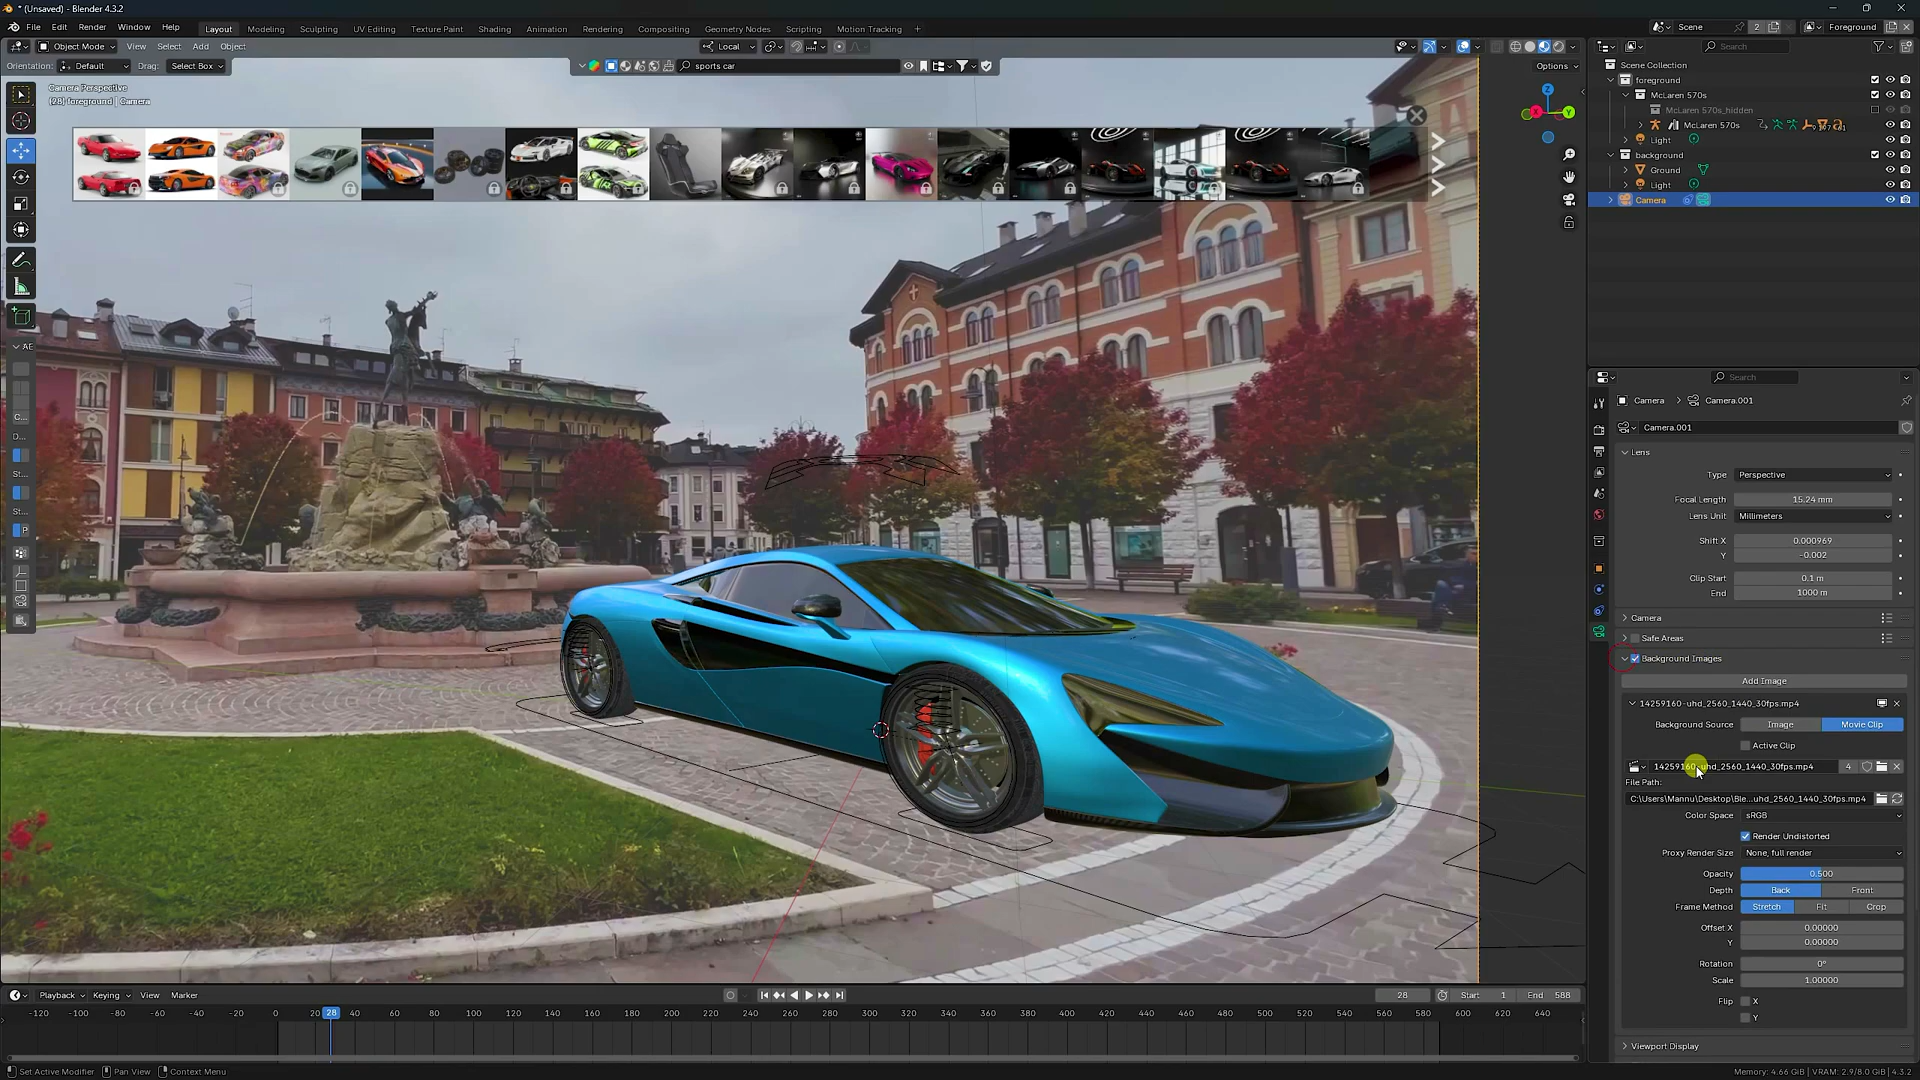 * (Unsaved) - Blender 4.3.2
File Edit Render Window Help Layout Modeling Sculpting UV Editing Texture Paint Shading Animation Rendering Compositing Geometry Nodes Scripting Motion Tracking + Scene 2 Foreground
Object Mode View Select Add Object Local Search
Orientation: Default Drag: Select Box sports car Options
Scene Collection
foreground
McLaren 570s
McLaren 570s_hidden
McLaren 570s
Light
background
Ground
Light
Camera
Camera Perspective
(28) foreground | Camera
Z
X
Y
AE
C...
D...
St...
St...
P
Search
Camera > Camera.001
Camera.001
Lens
Type Perspective
Focal Length 15.24 mm
Lens Unit Millimeters
Shift X 0.000969
Y -0.002
Clip Start 0.1 m
End 1000 m
Camera
Safe Areas
Background Images
Add Image
14259160-uhd_2560_1440_30fps.mp4
Background Source Image Movie Clip
Active Clip
14259160-uhd_2560_1440_30fps.mp4 4
File Path:
C:\Users\Mannu\Desktop\Ble...uhd_2560_1440_30fps.mp4
Color Space sRGB
Render Undistorted
Proxy Render Size None, full render
Opacity 0.500
Depth Back Front
Frame Method Stretch Fit Crop
Offset X 0.00000
Y 0.00000
Rotation 0°
Scale 1.00000
Flip X
Y
Viewport Display
Playback Keying View Marker 28 Start 1 End 588
-120 -100 -80 -60 -40 -20 0 20 28 40 60 80 100 120 140 160 180 200 220 240 260 280 300 320 340 360 380 400 420 440 460 480 500 520 540 560 580 600 620 640
Set Active Modifier Pan View Context Menu Memory: 4.66 GiB | VRAM: 2.9/8.0 GiB | 4.3.2